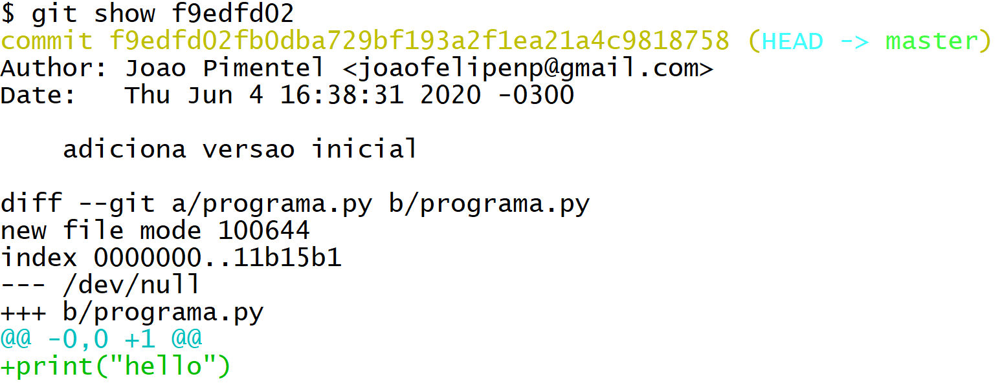 $ git show f9edfd02
commit f9edfd02fb0dba729bf193a2f1ea21a4c9818758 (HEAD -> master)
Author: Joao Pimentel <joaofelipenp@gmail.com>
Date:   Thu Jun 4 16:38:31 2020 -0300
    adiciona versao inicial
diff --git a/programa.py b/programa.py
new file mode 100644
index 0000000..11b15b1
--- /dev/null
+++ b/programa.py
@@ -0,0 +1 @@
+print("hello")